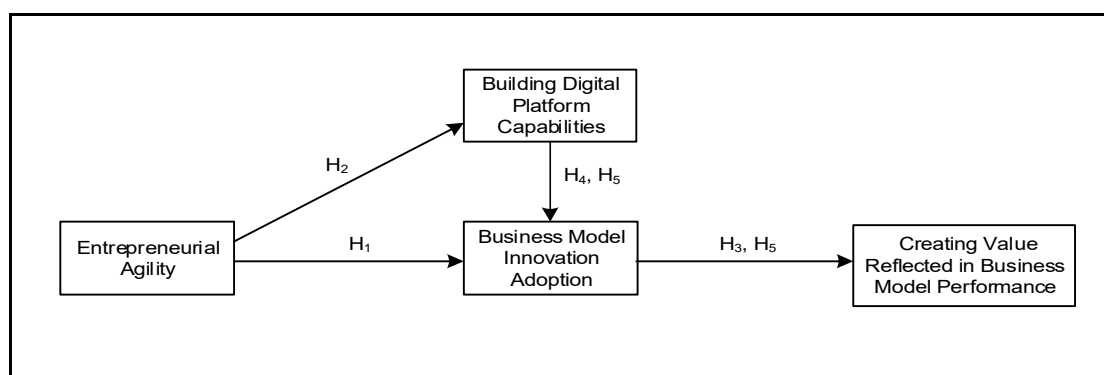 Building Digital
Platform
Capabilities
H₂
H₄, H₅
Entrepreneurial
Agility
H₁
Business Model
Innovation
Adoption
H₃, H₅
Creating Value
Reflected in Business
Model Performance